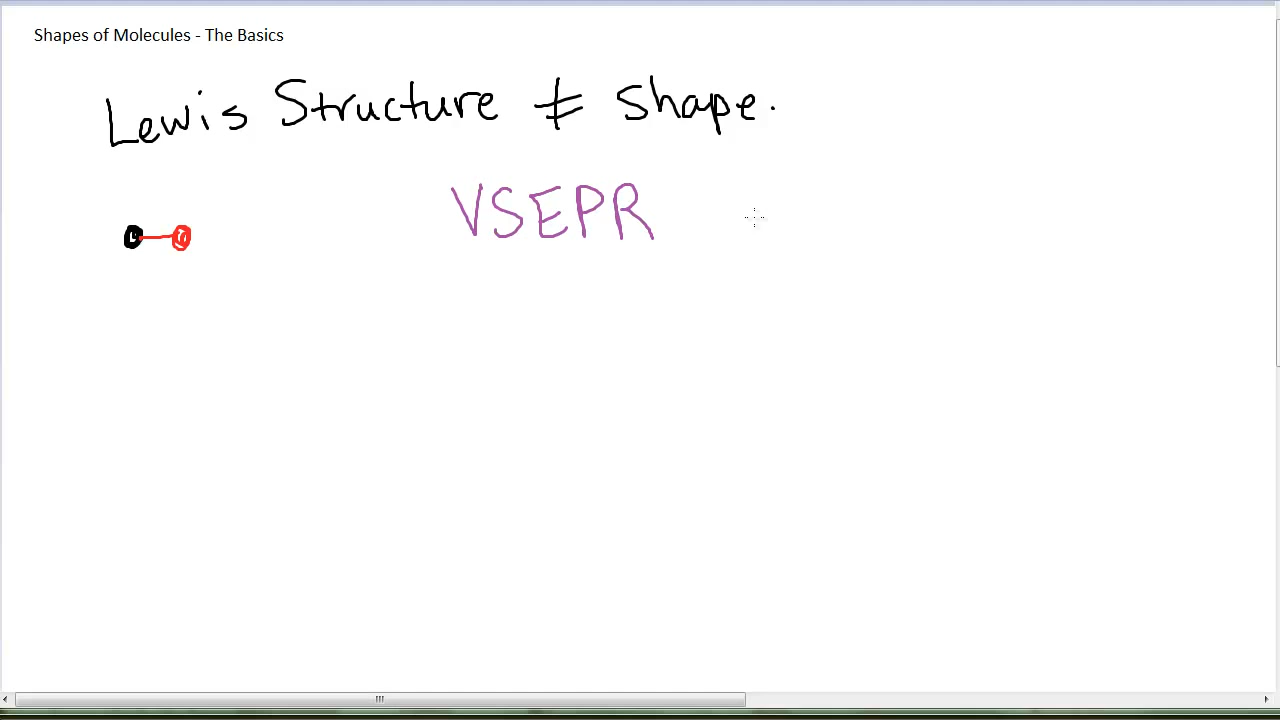 Shapes of Molecules - The Basics
Lewis Structure ≠ shape.
VSEPR